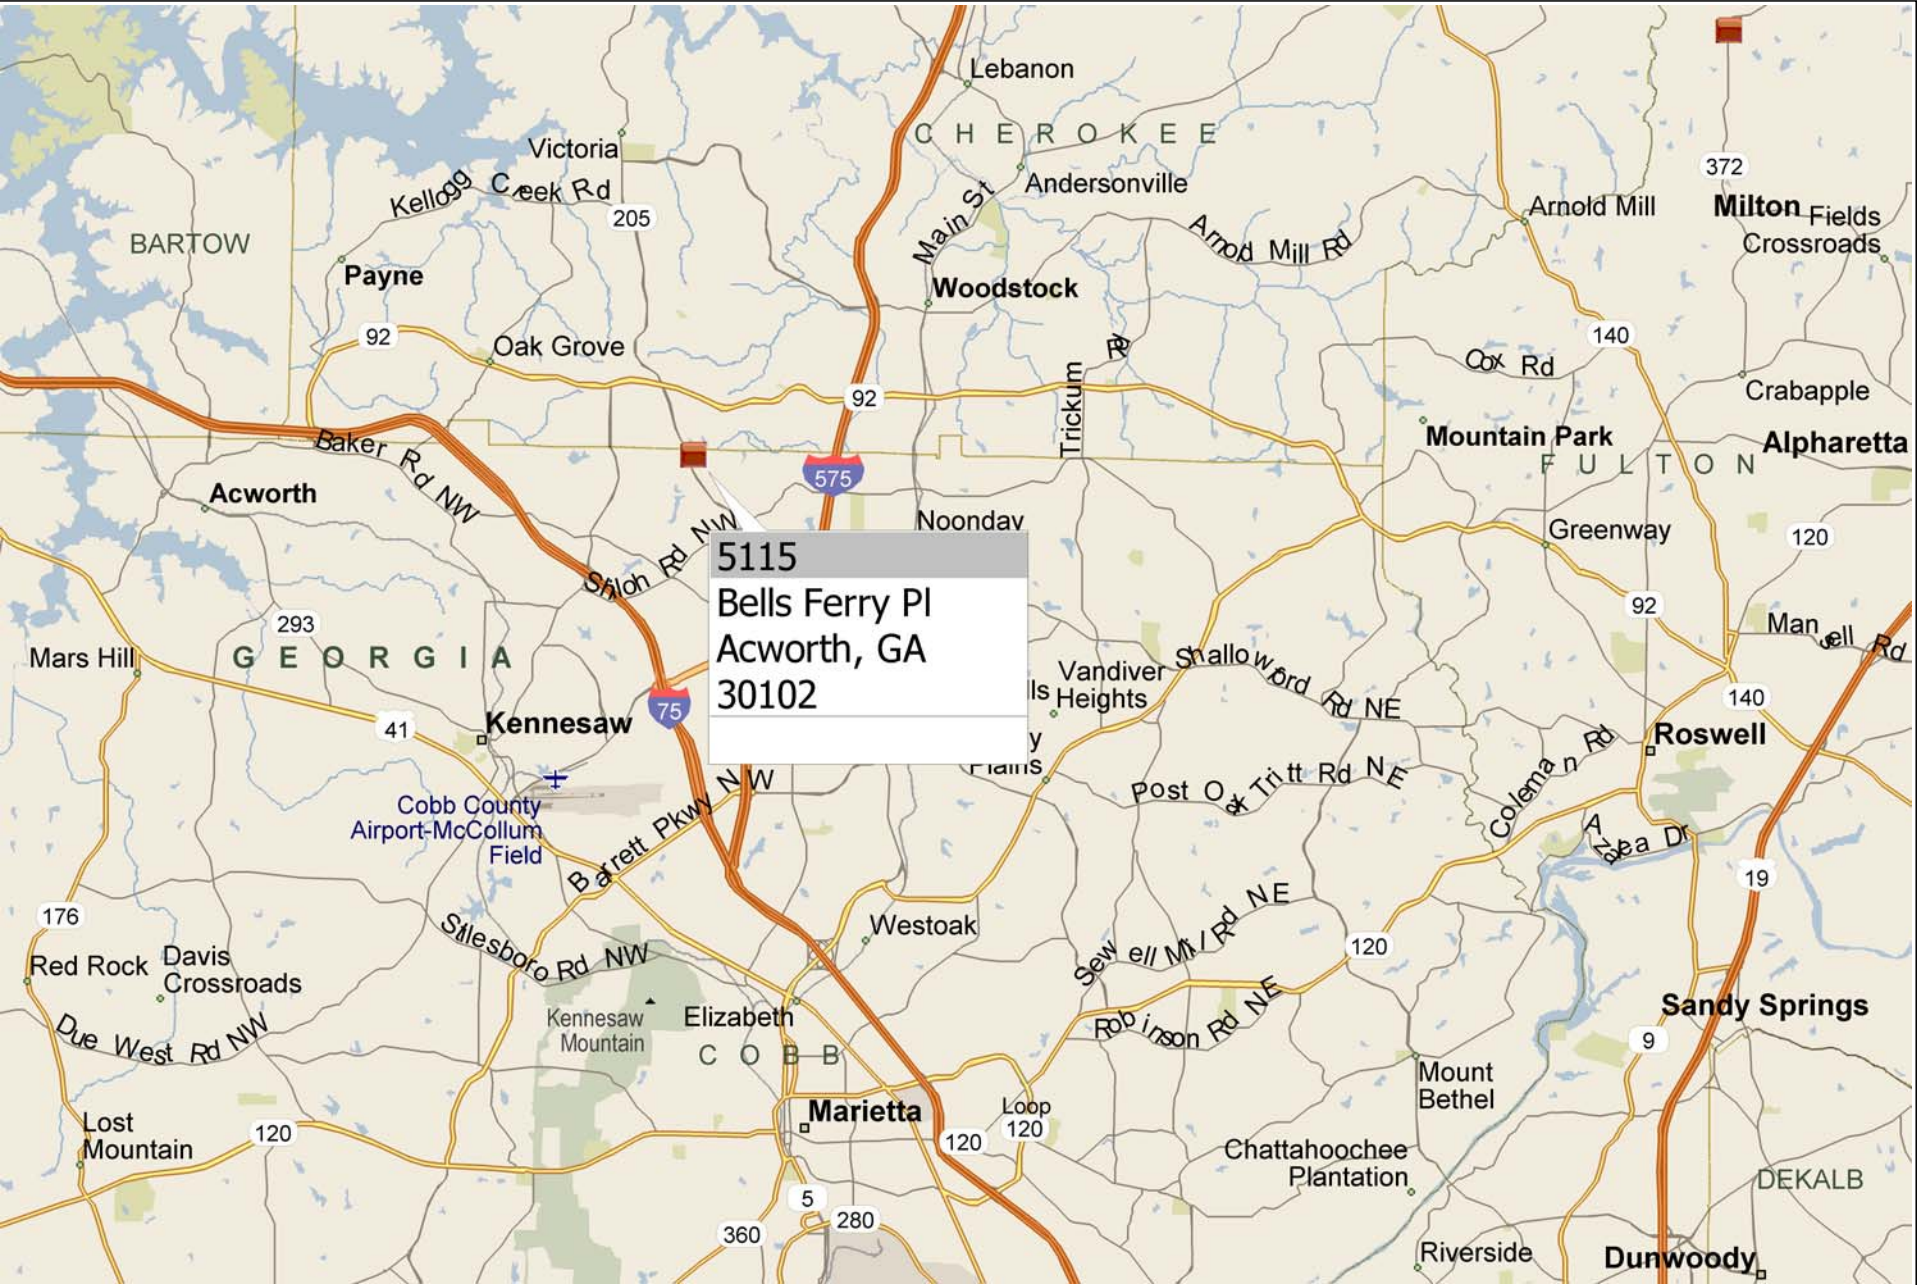 Lebanon
CHEROKEE
Victoria
Kellogg Creek Rd
205
Andersonville
Main St
372
Arnold Mill
Milton
Fields
Crossroads
Arnod Mill Rd
BARTOW
Payne
Woodstock
92
Oak Grove
140
Rd
Cox Rd
92
Trickum
Crabapple
Mountain Park
Alpharetta
FULTON
Baker Rd NW
575
Acworth
Noonday
Shiloh Rd NW
Greenway
120
5115
Bells Ferry Pl
Acworth, GA
30102
293
92
Mansell Rd
Mars Hill
GEORGIA
Shallowford Rd NE
Vandiver
Heights
lls
75
140
41
Kennesaw
y
Plains
Roswell
Coleman Rd
Post Oak Tritt Rd NE
Cobb County
Airport-McCollum
Field
Barrett Pkwy NW
Azalea Dr
19
176
Westoak
Sewell Mill Rd NE
120
Stilesboro Rd NW
Red Rock
Davis
Crossroads
Robinson Rd NE
Sandy Springs
Kennesaw
Mountain
Elizabeth
Due West Rd NW
COBB
9
Mount
Bethel
Marietta
Loop
120
120
Lost
Mountain
120
Chattahoochee
Plantation
DEKALB
5
280
360
Riverside
Dunwoody